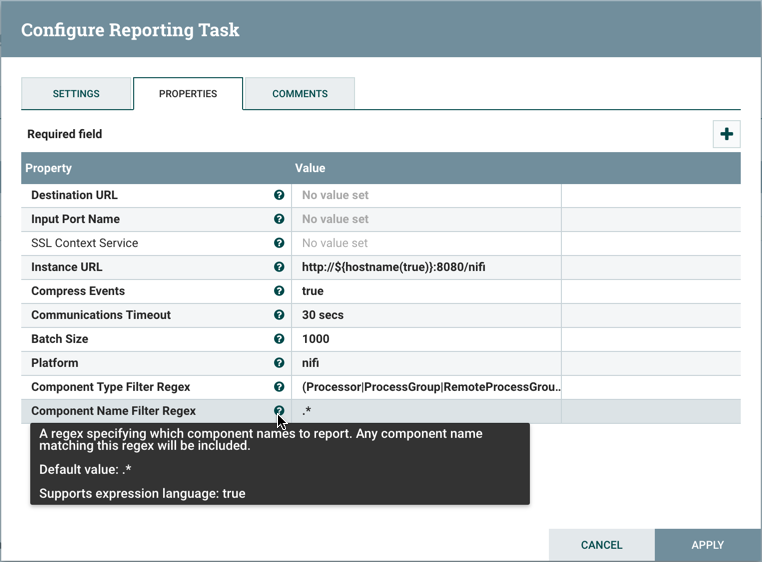 Configure Reporting Task
SETTINGS PROPERTIES COMMENTS
Required field
Property Value
Destination URL No value set
Input Port Name No value set
SSL Context Service No value set
Instance URL http://${hostname(true)}:8080/nifi
Compress Events true
Communications Timeout 30 secs
Batch Size 1000
Platform nifi
Component Type Filter Regex (Processor|ProcessGroup|RemoteProcessGrou..
Component Name Filter Regex .*
A regex specifying which component names to report. Any component name
matching this regex will be included.
Default value: .*
Supports expression language: true
CANCEL APPLY